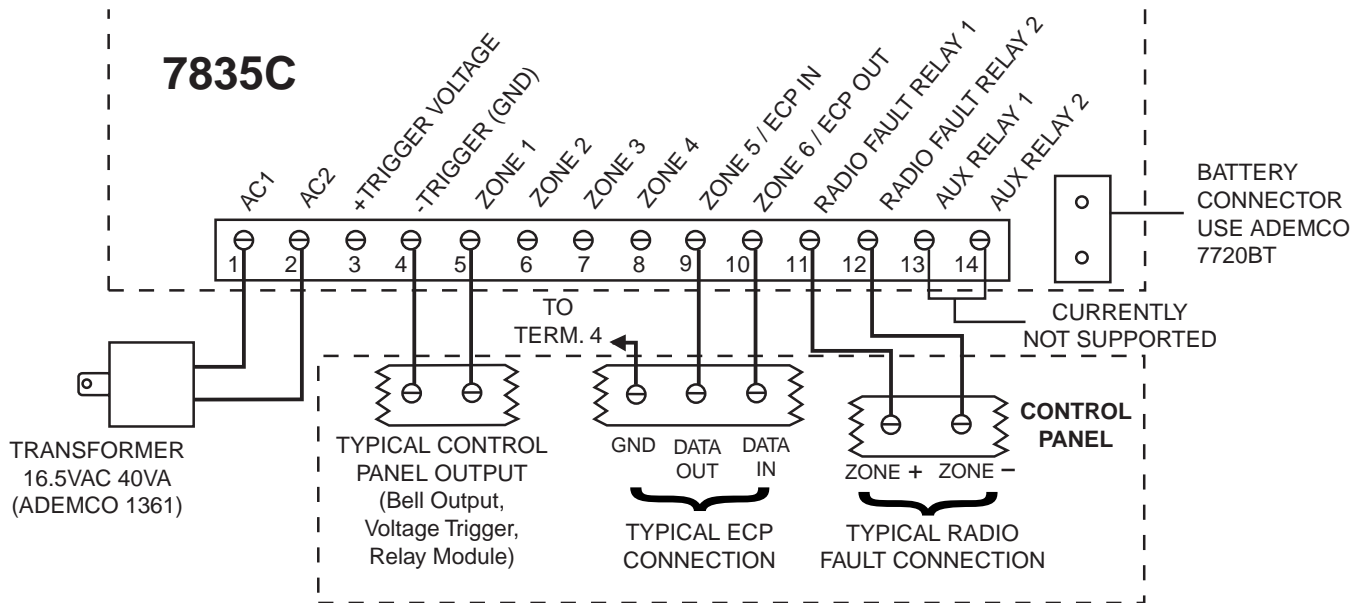 7835C
AC1
AC2
+TRIGGER VOLTAGE
-TRIGGER (GND)
ZONE 1
ZONE 2
ZONE 3
ZONE 4
ZONE 5 / ECP IN
ZONE 6 / ECP OUT
RADIO FAULT RELAY 1
RADIO FAULT RELAY 2
AUX RELAY 1
AUX RELAY 2
1 2 3 4 5 6 7 8 9 10 11 12 13 14
BATTERY
CONNECTOR
USE ADEMCO
7720BT
TO
TERM. 4
CURRENTLY
NOT SUPPORTED
TRANSFORMER
16.5VAC 40VA
(ADEMCO 1361)
TYPICAL CONTROL
PANEL OUTPUT
(Bell Output,
Voltage Trigger,
Relay Module)
GND
DATA
OUT
DATA
IN
TYPICAL ECP
CONNECTION
CONTROL
PANEL
ZONE + ZONE −
TYPICAL RADIO
FAULT CONNECTION